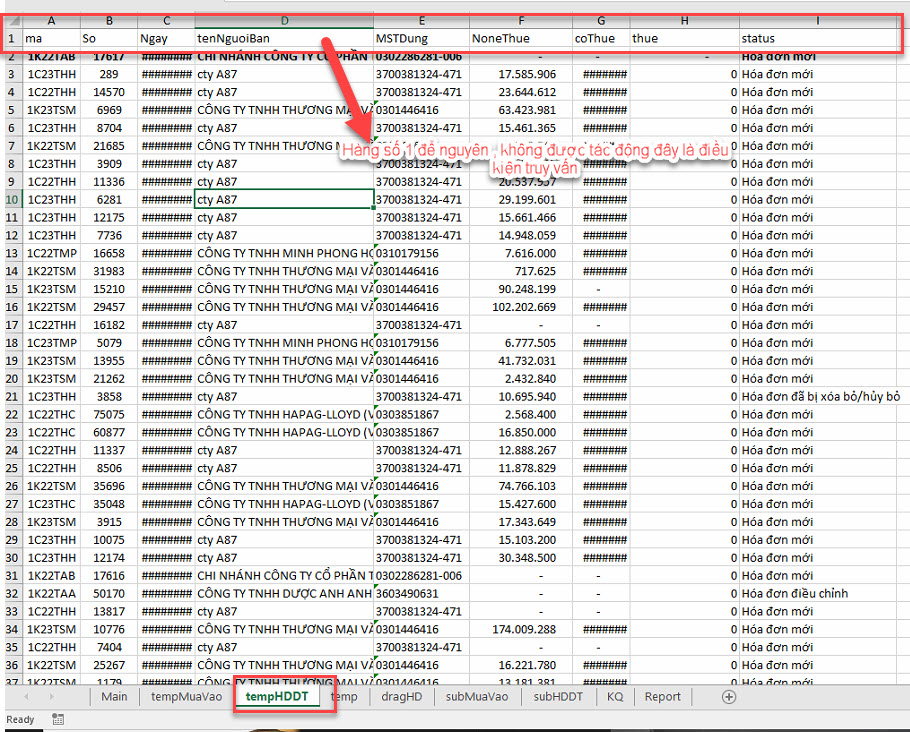 A B C D E F G H I
1 ma So Ngay tenNguoiBan MSTDung NoneThue coThue thue status
2 1K22TAB 17617 ######## CHI NHÁNH CÔNG TY CỔ PHẦN 0302286281-006 - - - Hóa đơn mới
3 1C23THH 289 ######## cty A87 3700381324-471 17.585.906 ####### 0 Hóa đơn mới
4 1C22THH 14570 ######## cty A87 3700381324-471 23.644.612 ####### 0 Hóa đơn mới
5 1K23TSM 6969 ######## CÔNG TY TNHH THƯƠNG MẠI VÀ 0301446416 63.423.981 ####### 0 Hóa đơn mới
6 1C23THH 8704 ######## cty A87 3700381324-471 15.461.365 ####### 0 Hóa đơn mới
7 1K22TSM 21685 ######## CÔNG TY TNHH THƯƠNG MẠI 0 Hóa đơn mới
Hàng số 1 để nguyên , không được tác động đây là điều
8 1C23THH 3909 ######## cty A87 3700381324-471 0 Hóa đơn mới
kiện truy vấn
9 1C22THH 11336 ######## cty A87 3700381324-471 20.537.937 ####### 0 Hóa đơn mới
10 1C23THH 6281 ######## cty A87 3700381324-471 29.199.601 ####### 0 Hóa đơn mới
11 1C22THH 12175 ######## cty A87 3700381324-471 15.661.466 ####### 0 Hóa đơn mới
12 1C23THH 7736 ######## cty A87 3700381324-471 14.948.059 ####### 0 Hóa đơn mới
13 1C22TMP 16658 ######## CÔNG TY TNHH MINH PHONG HO 0310179156 7.616.000 ####### 0 Hóa đơn mới
14 1K22TSM 31983 ######## CÔNG TY TNHH THƯƠNG MẠI VÀ 0301446416 717.625 ####### 0 Hóa đơn mới
15 1K23TSM 15210 ######## CÔNG TY TNHH THƯƠNG MẠI VÀ 0301446416 90.248.199 - 0 Hóa đơn mới
16 1K22TSM 29457 ######## CÔNG TY TNHH THƯƠNG MẠI VÀ 0301446416 102.202.669 ####### 0 Hóa đơn mới
17 1C22THH 16182 ######## cty A87 3700381324-471 - - 0 Hóa đơn mới
18 1C23TMP 5079 ######## CÔNG TY TNHH MINH PHONG HO 0310179156 6.777.505 ####### 0 Hóa đơn mới
19 1K23TSM 13955 ######## CÔNG TY TNHH THƯƠNG MẠI VÀ 0301446416 41.732.031 ####### 0 Hóa đơn mới
20 1K23TSM 21262 ######## CÔNG TY TNHH THƯƠNG MẠI VÀ 0301446416 2.432.840 ####### 0 Hóa đơn mới
21 1C23THH 3858 ######## cty A87 3700381324-471 10.695.940 ####### 0 Hóa đơn đã bị xóa bỏ/hủy bỏ
22 1C22THC 75075 ######## CÔNG TY TNHH HAPAG-LLOYD (V 0303851867 2.568.400 ####### 0 Hóa đơn mới
23 1C22THC 60877 ######## CÔNG TY TNHH HAPAG-LLOYD (V 0303851867 16.850.000 ####### 0 Hóa đơn mới
24 1C22THH 11337 ######## cty A87 3700381324-471 12.888.267 ####### 0 Hóa đơn mới
25 1C22THH 8506 ######## cty A87 3700381324-471 11.878.829 ####### 0 Hóa đơn mới
26 1K22TSM 35696 ######## CÔNG TY TNHH THƯƠNG MẠI VÀ 0301446416 74.766.103 ####### 0 Hóa đơn mới
27 1C23THC 35048 ######## CÔNG TY TNHH HAPAG-LLOYD (V 0303851867 15.427.600 ####### 0 Hóa đơn mới
28 1K23TSM 3915 ######## CÔNG TY TNHH THƯƠNG MẠI VÀ 0301446416 17.343.649 ####### 0 Hóa đơn mới
29 1C23THH 10075 ######## cty A87 3700381324-471 15.103.200 ####### 0 Hóa đơn mới
30 1C23THH 12174 ######## cty A87 3700381324-471 30.348.500 ####### 0 Hóa đơn mới
31 1K22TAB 17616 ######## CHI NHÁNH CÔNG TY CỔ PHẦN T 0302286281-006 - - 0 Hóa đơn mới
32 1K22TAA 50170 ######## CÔNG TY TNHH DƯỢC ANH ANH 3603490631 - - 0 Hóa đơn điều chỉnh
33 1C22THH 13817 ######## cty A87 3700381324-471 - - 0 Hóa đơn mới
34 1K23TSM 10776 ######## CÔNG TY TNHH THƯƠNG MẠI VÀ 0301446416 174.009.288 ####### 0 Hóa đơn mới
35 1C22THH 7404 ######## cty A87 3700381324-471 - - 0 Hóa đơn mới
36 1K22TSM 25267 ######## CÔNG TY TNHH THƯƠNG MẠI VÀ 0301446416 16.221.780 ####### 0 Hóa đơn mới
37 1K22TSM 1179 ######## CÔNG TY TNHH THƯƠNG MẠI VÀ 0301446416 13.181.381 ####### 0 Hóa đơn mới
Main tempMuaVao tempHDDT temp dragHD subMuaVao subHDDT KQ Report
Ready